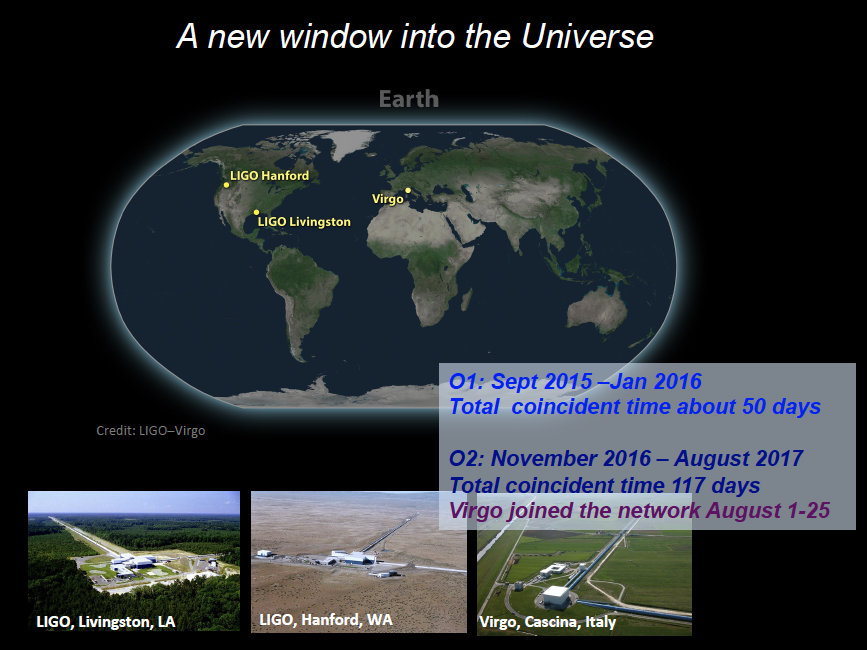 A new window into the Universe
Earth
LIGO Hanford
Virgo
LIGO Livingston
O1: Sept 2015 –Jan 2016
Total coincident time about 50 days
O2: November 2016 – August 2017
Total coincident time 117 days
Virgo joined the network August 1-25
Credit: LIGO–Virgo
LIGO, Livingston, LA
LIGO, Hanford, WA
Virgo, Cascina, Italy